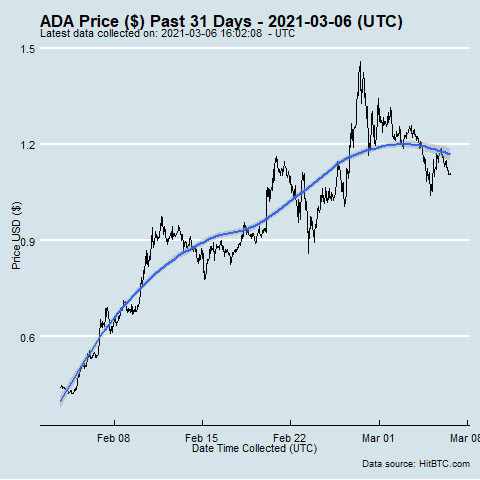 ADA Price ($) Past 31 Days - 2021-03-06 (UTC)
Latest data collected on: 2021-03-06 16:02:08 - UTC
1.5
1.2
0.9
0.6
Price USD ($)
Feb 08 Feb 15 Feb 22 Mar 01 Mar 08
Date Time Collected (UTC)
Data source: HitBTC.com